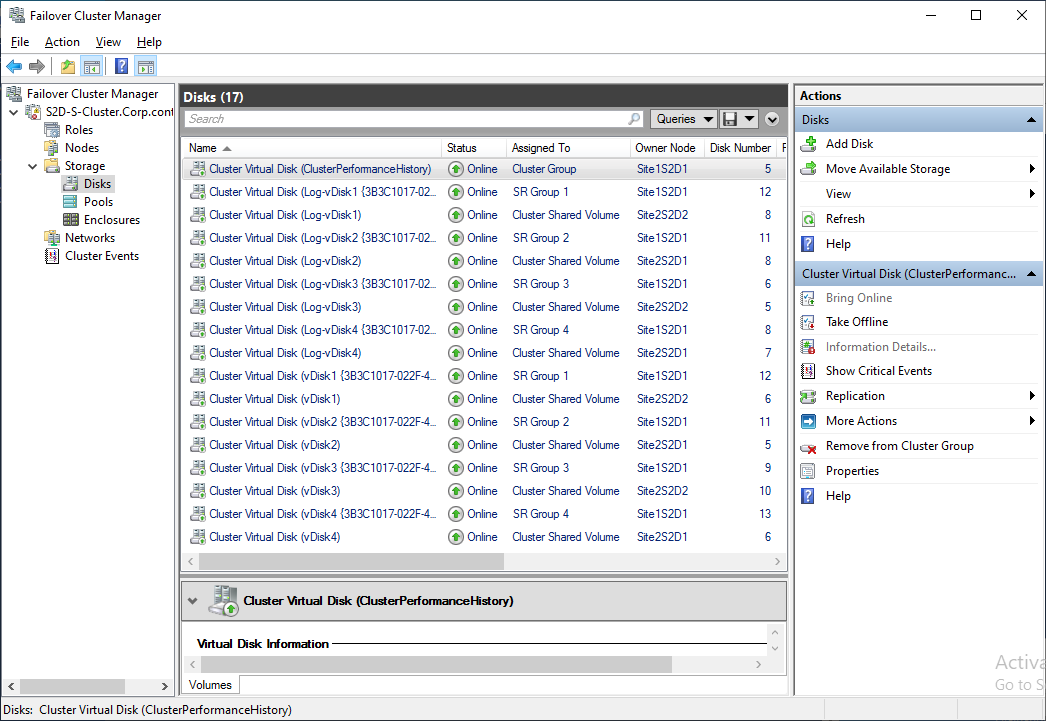 Failover Cluster Manager
File Action View Help
Failover Cluster Manager
S2D-S-Cluster.Corp.cont
Roles
Nodes
Storage
Disks
Pools
Enclosures
Networks
Cluster Events
Disks (17)
Search
Queries
Name Status Assigned To Owner Node Disk Number
Cluster Virtual Disk (ClusterPerformanceHistory) Online Cluster Group Site1S2D1 5
Cluster Virtual Disk (Log-vDisk1 {3B3C1017-02... Online SR Group 1 Site1S2D1 12
Cluster Virtual Disk (Log-vDisk1) Online Cluster Shared Volume Site2S2D2 8
Cluster Virtual Disk (Log-vDisk2 {3B3C1017-02... Online SR Group 2 Site1S2D1 11
Cluster Virtual Disk (Log-vDisk2) Online Cluster Shared Volume Site2S2D1 8
Cluster Virtual Disk (Log-vDisk3 {3B3C1017-02... Online SR Group 3 Site1S2D1 6
Cluster Virtual Disk (Log-vDisk3) Online Cluster Shared Volume Site2S2D2 5
Cluster Virtual Disk (Log-vDisk4 {3B3C1017-02... Online SR Group 4 Site1S2D1 8
Cluster Virtual Disk (Log-vDisk4) Online Cluster Shared Volume Site2S2D1 7
Cluster Virtual Disk (vDisk1 {3B3C1017-022F-4... Online SR Group 1 Site1S2D1 12
Cluster Virtual Disk (vDisk1) Online Cluster Shared Volume Site2S2D2 6
Cluster Virtual Disk (vDisk2 {3B3C1017-022F-4... Online SR Group 2 Site1S2D1 11
Cluster Virtual Disk (vDisk2) Online Cluster Shared Volume Site2S2D1 5
Cluster Virtual Disk (vDisk3 {3B3C1017-022F-4... Online SR Group 3 Site1S2D1 9
Cluster Virtual Disk (vDisk3) Online Cluster Shared Volume Site2S2D2 10
Cluster Virtual Disk (vDisk4 {3B3C1017-022F-4... Online SR Group 4 Site1S2D1 13
Cluster Virtual Disk (vDisk4) Online Cluster Shared Volume Site2S2D1 6
Cluster Virtual Disk (ClusterPerformanceHistory)
Virtual Disk Information
Volumes
Actions
Disks
Add Disk
Move Available Storage
View
Refresh
Help
Cluster Virtual Disk (ClusterPerformanc...
Bring Online
Take Offline
Information Details...
Show Critical Events
Replication
More Actions
Remove from Cluster Group
Properties
Help
Activa
Go to S
Disks: Cluster Virtual Disk (ClusterPerformanceHistory)